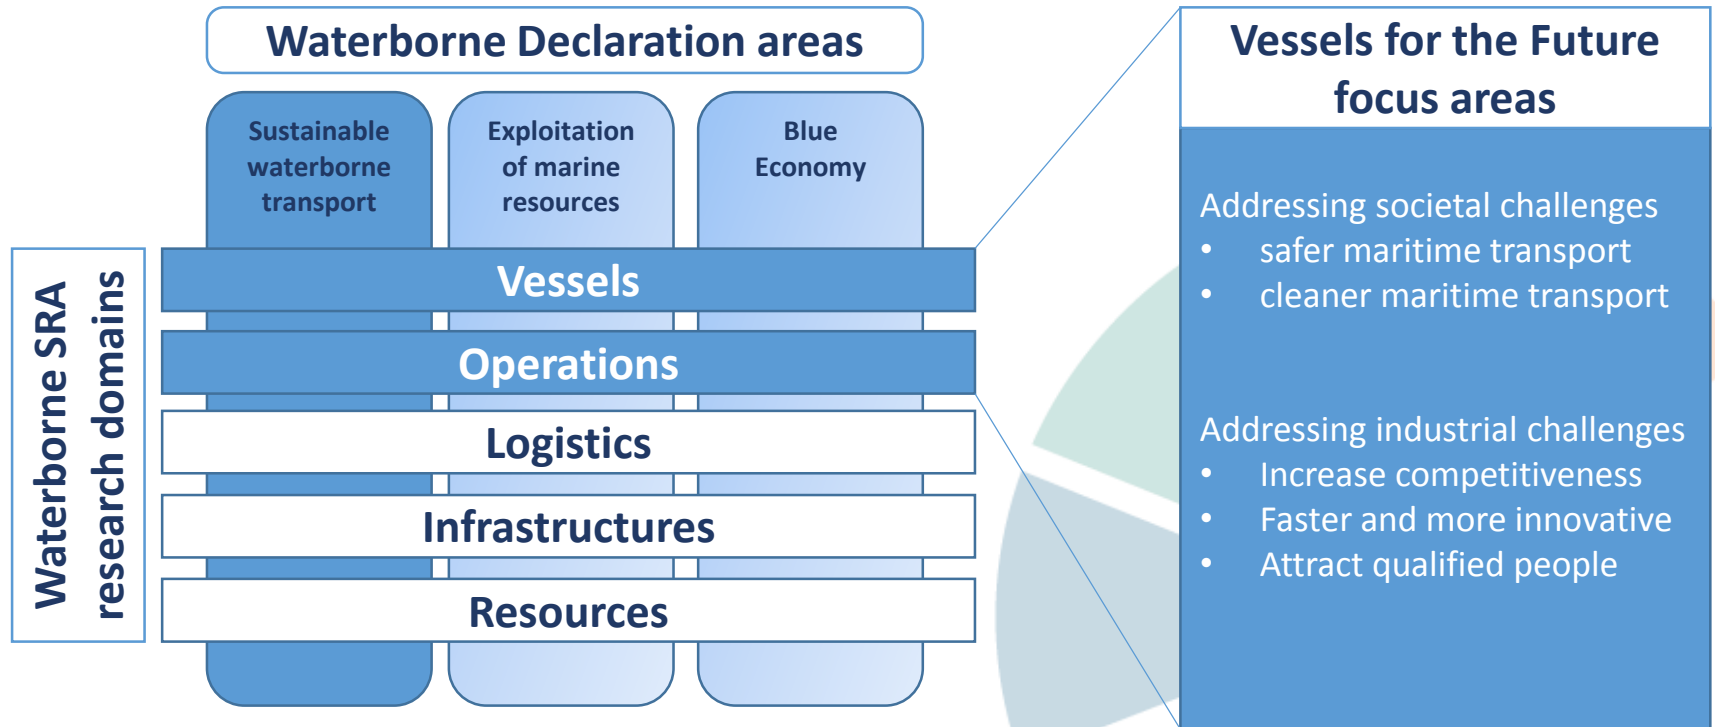 Waterborne Declaration areas
Sustainable
waterborne
transport
Exploitation
of marine
resources
Blue
Economy
Waterborne SRA
research domains
Vessels
Operations
Logistics
Infrastructures
Resources
Vessels for the Future
focus areas
Addressing societal challenges
• safer maritime transport
• cleaner maritime transport
Addressing industrial challenges
• Increase competitiveness
• Faster and more innovative
• Attract qualified people